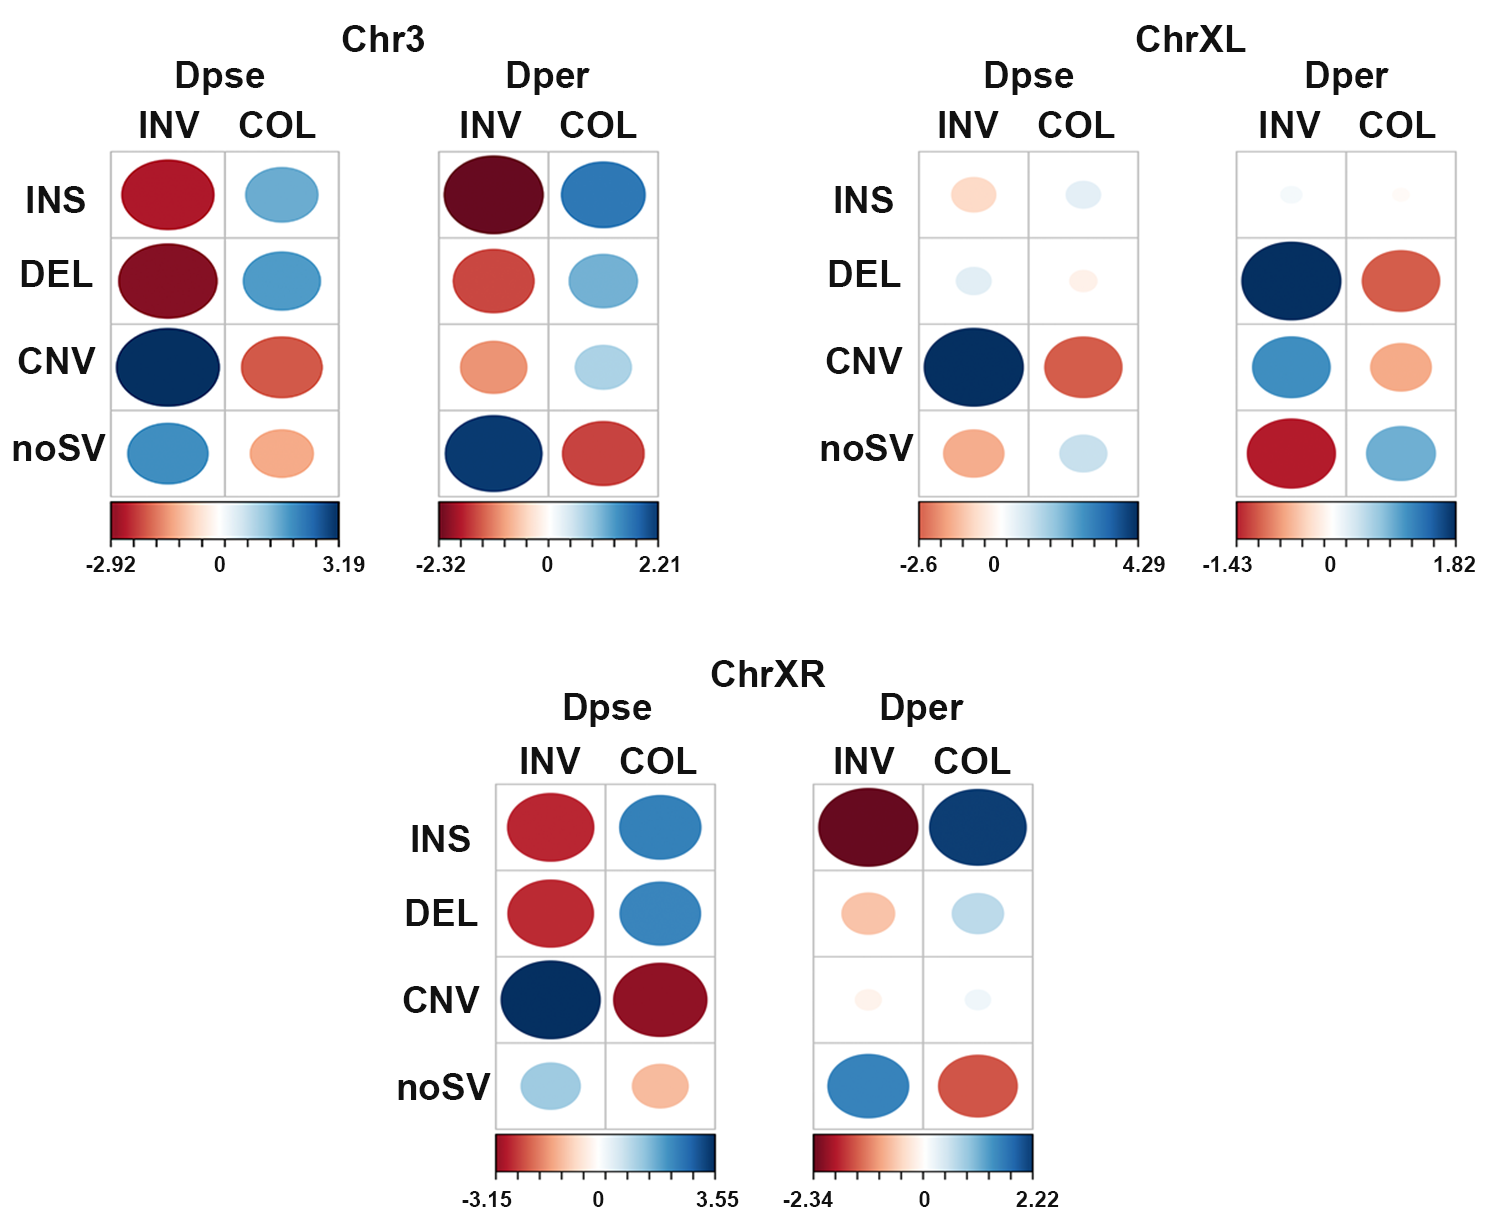 Chr3
Dpse Dper
INV COL INV COL
INS
DEL
CNV
noSV
-2.92 0 3.19 -2.32 0 2.21
ChrXL
Dpse Dper
INV COL INV COL
INS
DEL
CNV
noSV
-2.6 0 4.29 -1.43 0 1.82
ChrXR
Dpse Dper
INV COL INV COL
INS
DEL
CNV
noSV
-3.15 0 3.55 -2.34 0 2.22